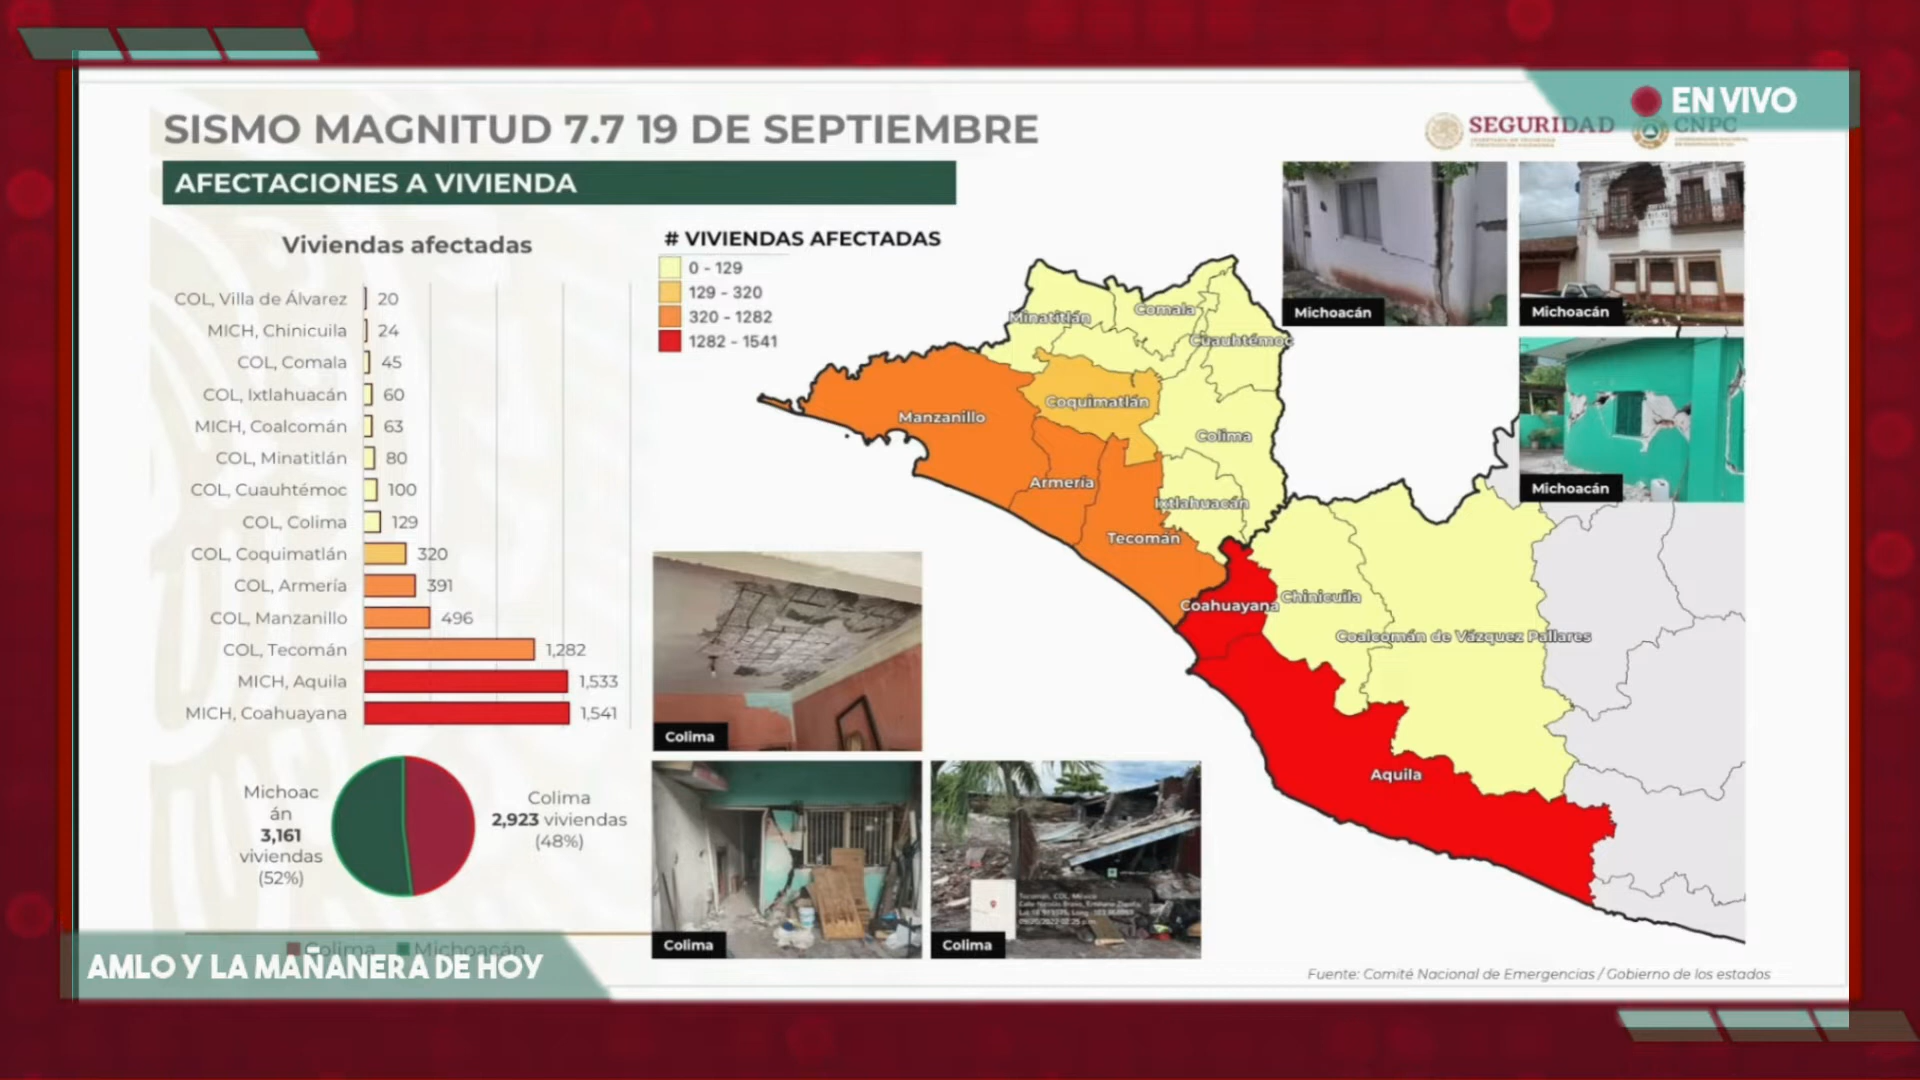 EN VIVO
SISMO MAGNITUD 7.7 19 DE SEPTIEMBRE
SEGURIDAD
CNPC
AFECTACIONES A VIVIENDA
Viviendas afectadas
COL, Villa de Álvarez 20
MICH, Chinicuila 24
COL, Comala 45
COL, Ixtlahuacán 60
MICH, Coalcomán 63
COL, Minatitlán 80
COL, Cuauhtémoc 100
COL, Colima 129
COL, Coquimatlán 320
COL, Armería 391
COL, Manzanillo 496
COL, Tecomán 1,282
MICH, Aquila 1,533
MICH, Coahuayana 1,541
Michoac
án
3,161
viviendas
(52%)
Colima
2,923 viviendas
(48%)
Colima Michoacán
# VIVIENDAS AFECTADAS
0 - 129
129 - 320
320 - 1282
1282 - 1541
Minatitlán
Comala
Cuauhtémoc
Coquimatlán
Manzanillo
Colima
Armería
Ixtlahuacán
Tecomán
Coahuayana
Chinicuila
Coalcomán de Vázquez Pallares
Aquila
Michoacán
Michoacán
Michoacán
Colima
Colima
Colima
Tecomán, COL, México
Fuente: Comité Nacional de Emergencias / Gobierno de los estados
AMLO Y LA MAÑANERA DE HOY